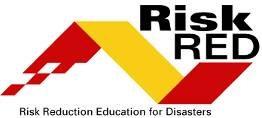 Risk
RED
Risk Reduction Education for Disasters